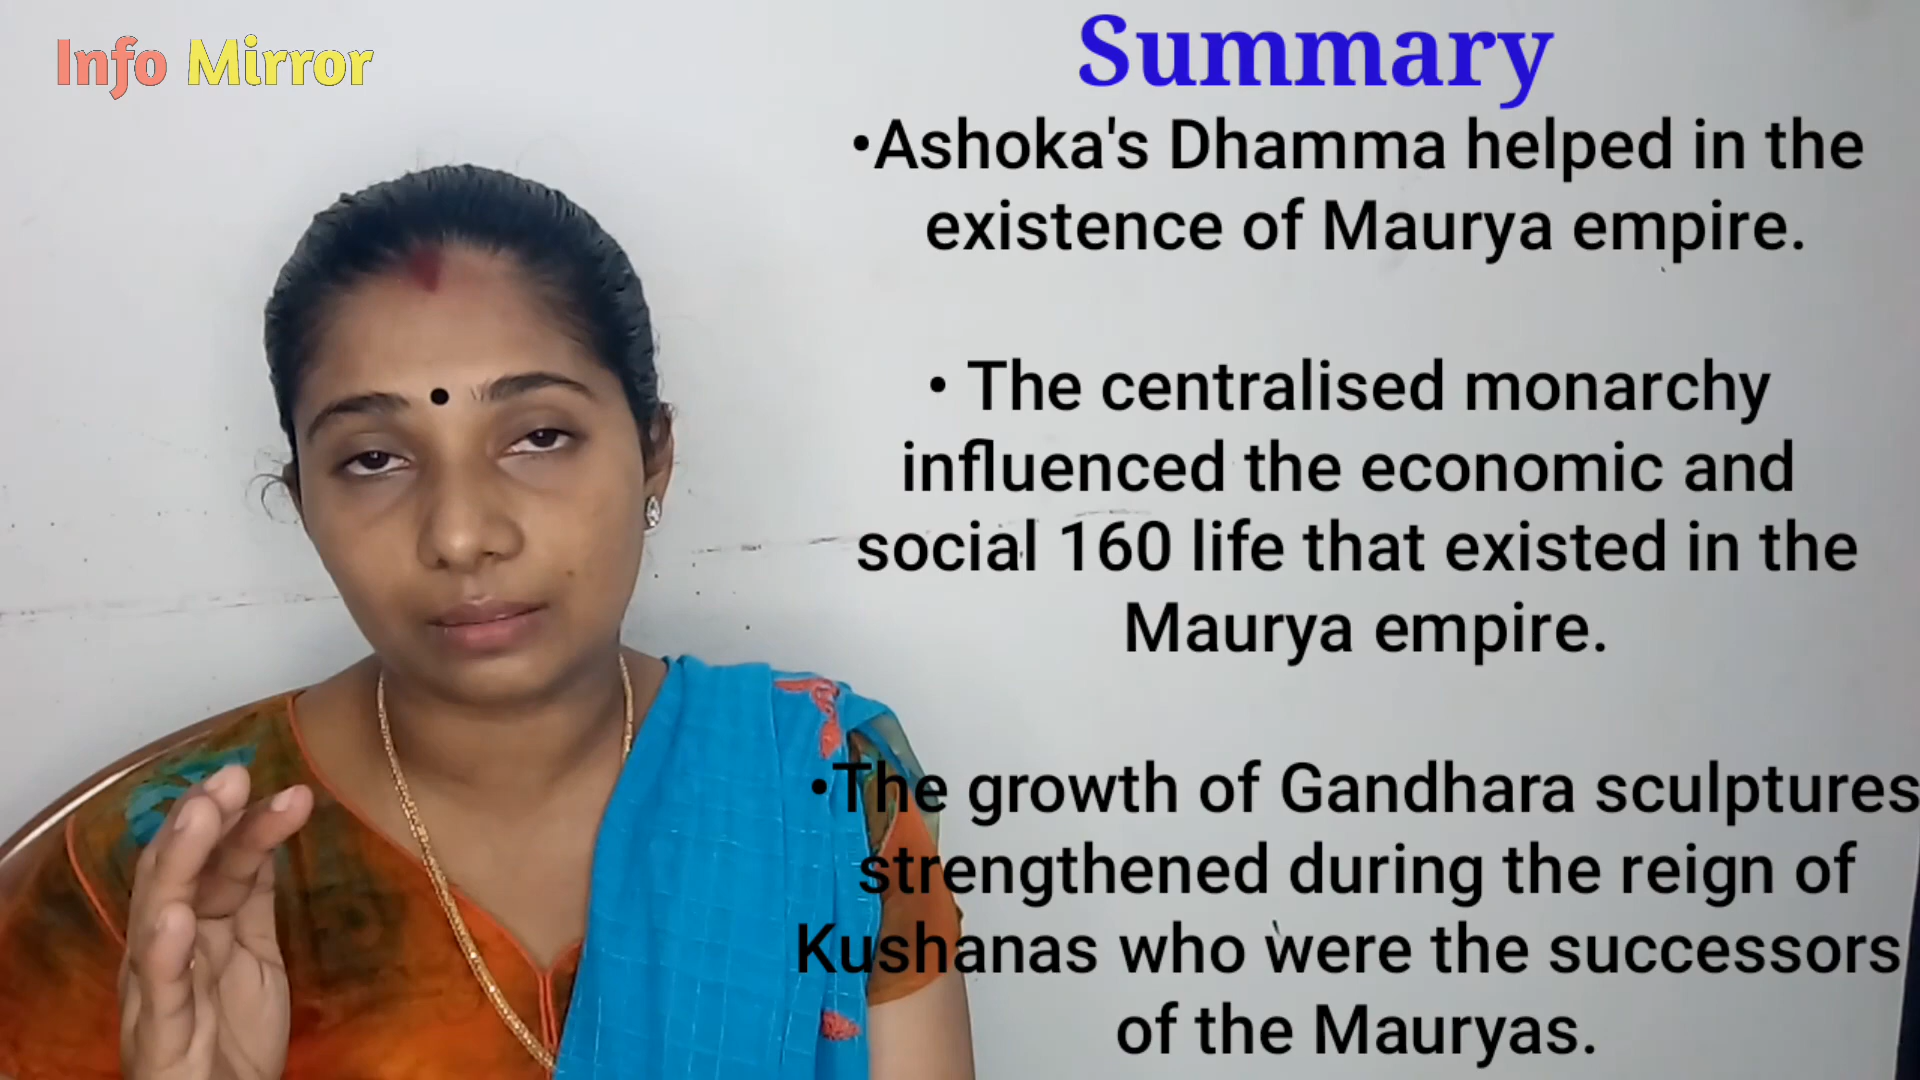 Info Mirror
Summary
•Ashoka's Dhamma helped in the
existence of Maurya empire.
• The centralised monarchy
influenced the economic and
social 160 life that existed in the
Maurya empire.
•The growth of Gandhara sculptures
strengthened during the reign of
Kushanas who were the successors
of the Mauryas.